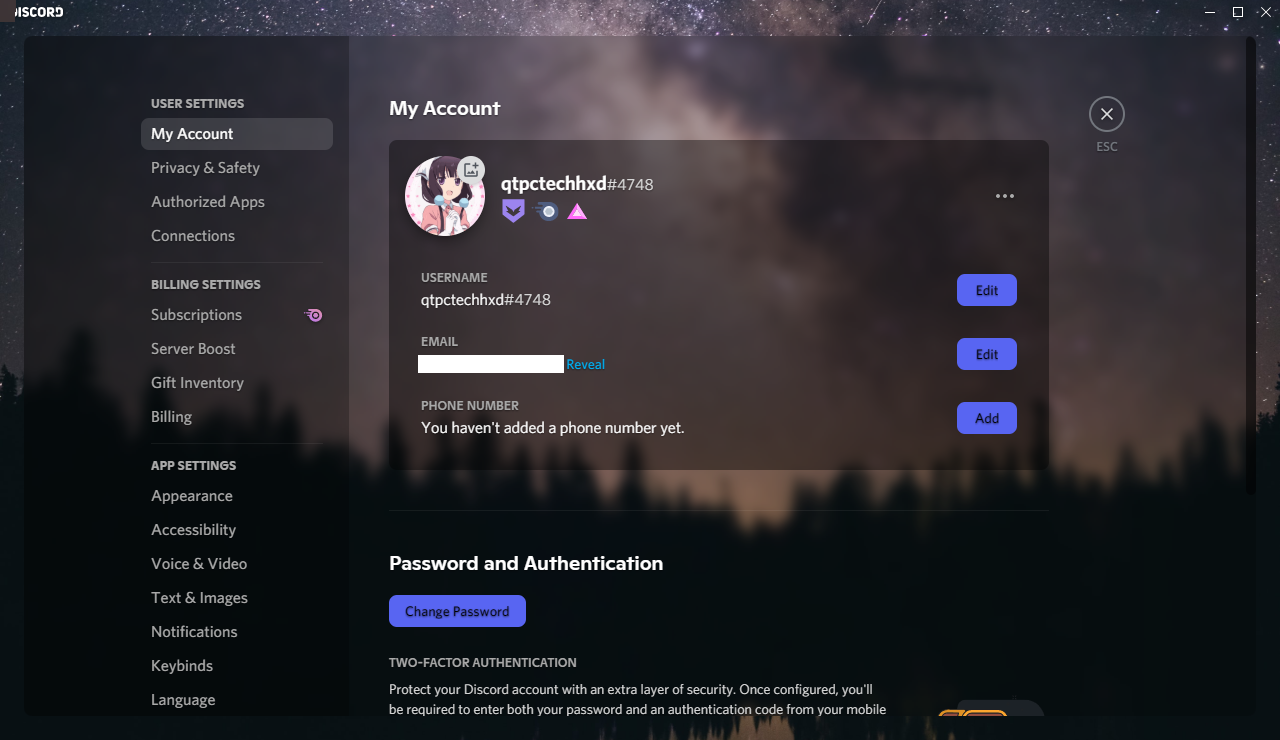 DISCORD
USER SETTINGS
My Account
Privacy & Safety
Authorized Apps
Connections
BILLING SETTINGS
Subscriptions
Server Boost
Gift Inventory
Billing
APP SETTINGS
Appearance
Accessibility
Voice & Video
Text & Images
Notifications
Keybinds
Language
My Account
ESC
qtpctechhxd#4748
USERNAME
qtpctechhxd#4748
Edit
EMAIL
Reveal
Edit
PHONE NUMBER
You haven't added a phone number yet.
Add
Password and Authentication
Change Password
TWO-FACTOR AUTHENTICATION
Protect your Discord account with an extra layer of security. Once configured, you'll
be required to enter both your password and an authentication code from your mobile